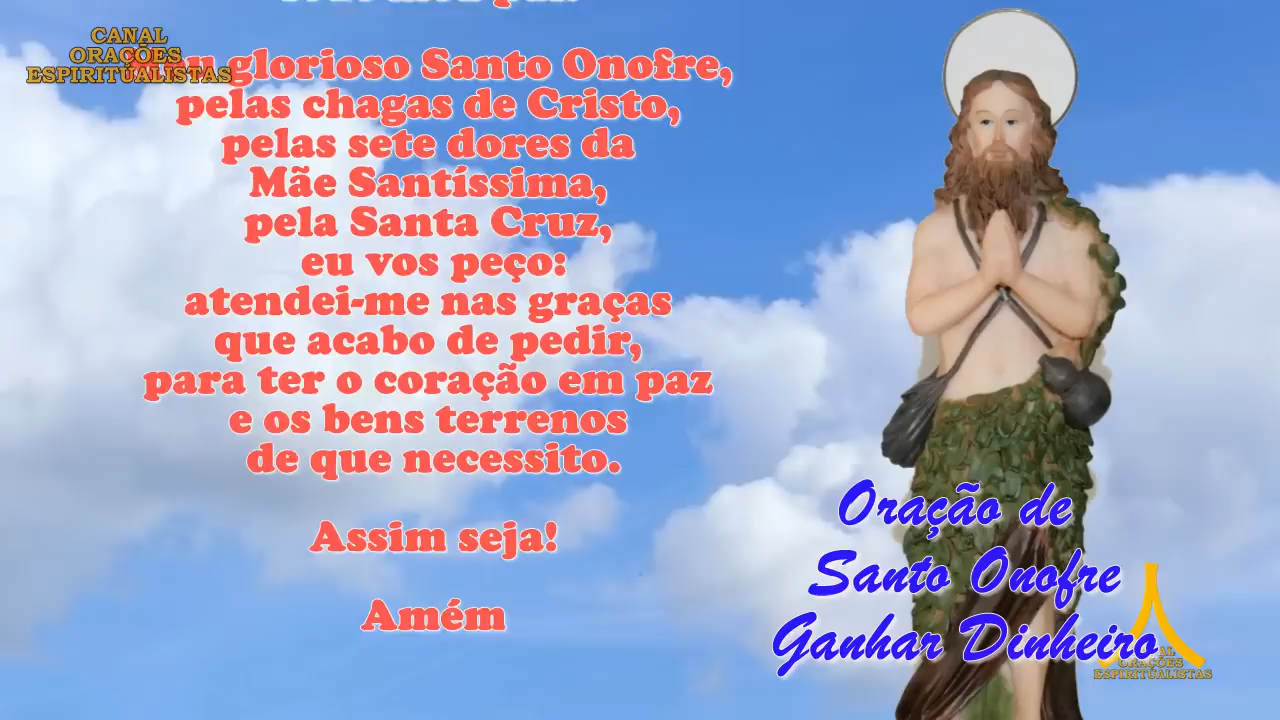 CANAL
ORAÇÕES
ESPIRITUALISTAS
glorioso Santo Onofre,
pelas chagas de Cristo,
pelas sete dores da
Mãe Santíssima,
pela Santa Cruz,
eu vos peço:
atendei-me nas graças
que acabo de pedir,
para ter o coração em paz
e os bens terrenos
de que necessito.
Assim seja!
Amém
Oração de
Santo Onofre
Ganhar Dinheiro
CANAL
ORAÇÕES
ESPIRITUALISTAS